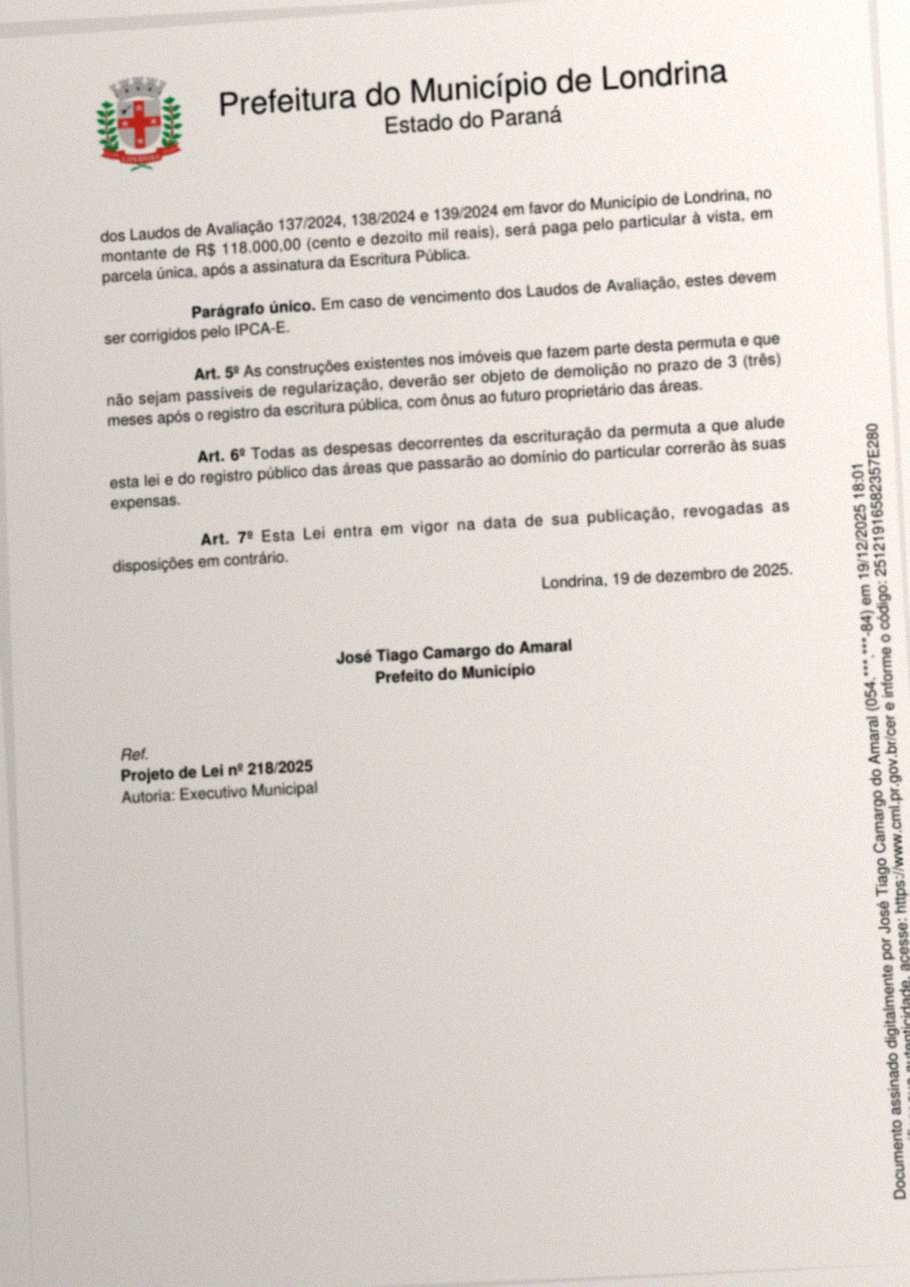 Prefeitura do Município de Londrina
Estado do Paraná
LONDRINA
dos Laudos de Avaliação 137/2024, 138/2024 e 139/2024 em favor do Município de Londrina, no
montante de R$ 118.000,00 (cento e dezoito mil reais), será paga pelo particular à vista, em
parcela única, após a assinatura da Escritura Pública.
Parágrafo único. Em caso de vencimento dos Laudos de Avaliação, estes devem
ser corrigidos pelo IPCA-E.
Art. 5º As construções existentes nos imóveis que fazem parte desta permuta e que
não sejam passíveis de regularização, deverão ser objeto de demolição no prazo de 3 (três)
meses após o registro da escritura pública, com ônus ao futuro proprietário das áreas.
Art. 6º Todas as despesas decorrentes da escrituração da permuta a que alude
esta lei e do registro público das áreas que passarão ao domínio do particular correrão às suas
expensas.
Art. 7º Esta Lei entra em vigor na data de sua publicação, revogadas as
disposições em contrário.
Londrina, 19 de dezembro de 2025.
José Tiago Camargo do Amaral
Prefeito do Município
Ref.
Projeto de Lei nº 218/2025
Autoria: Executivo Municipal
Documento assinado digitalmente por José Tiago Camargo do Amaral (054.***.***-84) em 19/12/2025 18:01
autenticidade, acesse: https://www.cml.pr.gov.br/cer e informe o código: 25121916582357E280